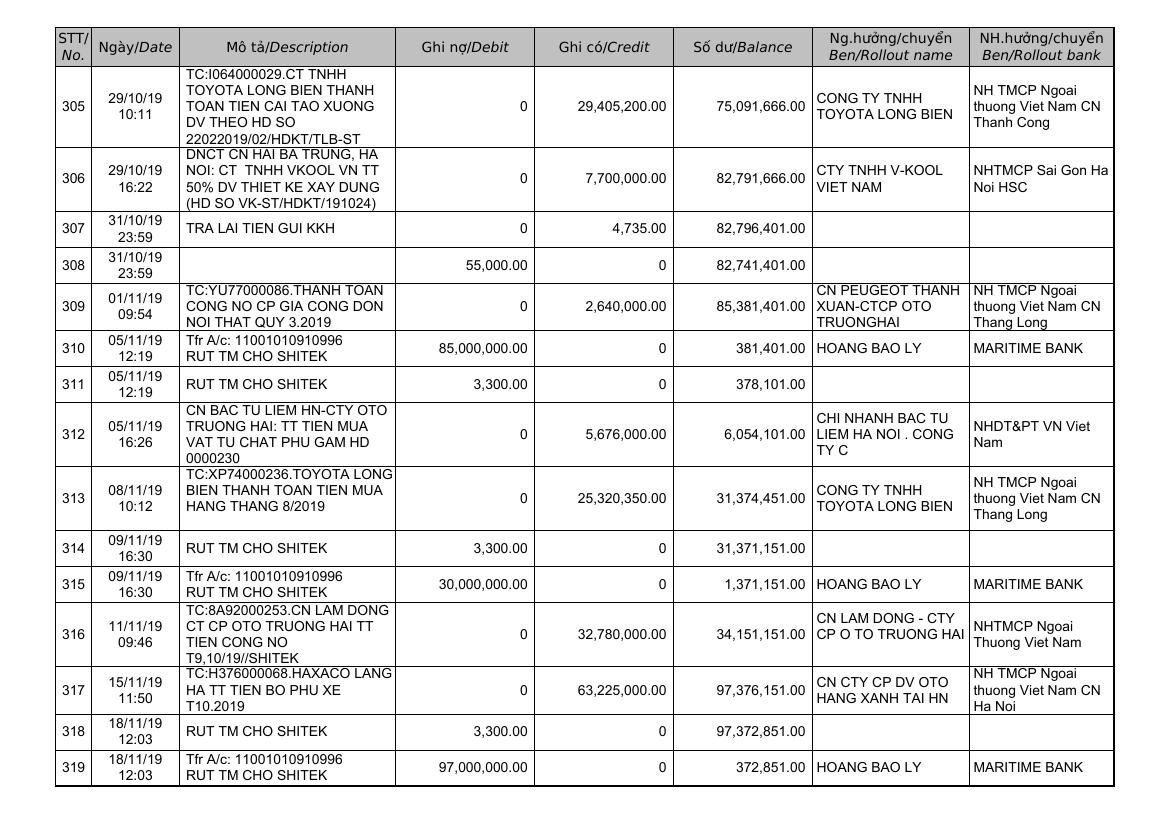 STT/ No. Ngày/Date Mô tả/Description Ghi nợ/Debit Ghi có/Credit Số dư/Balance Ng.hưởng/chuyển Ben/Rollout name NH.hưởng/chuyển Ben/Rollout bank
305
29/10/19
10:11
TC:I064000029.CT TNHH
TOYOTA LONG BIEN THANH
TOAN TIEN CAI TAO XUONG
DV THEO HD SO
22022019/02/HDKT/TLB-ST
0
29,405,200.00
75,091,666.00
CONG TY TNHH
TOYOTA LONG BIEN
NH TMCP Ngoai
thuong Viet Nam CN
Thanh Cong
306
29/10/19
16:22
DNCT CN HAI BA TRUNG, HA
NOI: CT  TNHH VKOOL VN TT
50% DV THIET KE XAY DUNG
(HD SO VK-ST/HDKT/191024)
0
7,700,000.00
82,791,666.00
CTY TNHH V-KOOL
VIET NAM
NHTMCP Sai Gon Ha
Noi HSC
307
31/10/19
23:59
TRA LAI TIEN GUI KKH
0
4,735.00
82,796,401.00
308
31/10/19
23:59
55,000.00
0
82,741,401.00
309
01/11/19
09:54
TC:YU77000086.THANH TOAN
CONG NO CP GIA CONG DON
NOI THAT QUY 3.2019
0
2,640,000.00
85,381,401.00
CN PEUGEOT THANH
XUAN-CTCP OTO
TRUONGHAI
NH TMCP Ngoai
thuong Viet Nam CN
Thang Long
310
05/11/19
12:19
Tfr A/c: 11001010910996
RUT TM CHO SHITEK
85,000,000.00
0
381,401.00
HOANG BAO LY
MARITIME BANK
311
05/11/19
12:19
RUT TM CHO SHITEK
3,300.00
0
378,101.00
312
05/11/19
16:26
CN BAC TU LIEM HN-CTY OTO
TRUONG HAI: TT TIEN MUA
VAT TU CHAT PHU GAM HD
0000230
0
5,676,000.00
6,054,101.00
CHI NHANH BAC TU
LIEM HA NOI . CONG
TY C
NHDT&PT VN Viet
Nam
313
08/11/19
10:12
TC:XP74000236.TOYOTA LONG
BIEN THANH TOAN TIEN MUA
HANG THANG 8/2019
0
25,320,350.00
31,374,451.00
CONG TY TNHH
TOYOTA LONG BIEN
NH TMCP Ngoai
thuong Viet Nam CN
Thang Long
314
09/11/19
16:30
RUT TM CHO SHITEK
3,300.00
0
31,371,151.00
315
09/11/19
16:30
Tfr A/c: 11001010910996
RUT TM CHO SHITEK
30,000,000.00
0
1,371,151.00
HOANG BAO LY
MARITIME BANK
316
11/11/19
09:46
TC:8A92000253.CN LAM DONG
CT CP OTO TRUONG HAI TT
TIEN CONG NO
T9,10/19//SHITEK
0
32,780,000.00
34,151,151.00
CN LAM DONG - CTY
CP O TO TRUONG HAI
NHTMCP Ngoai
Thuong Viet Nam
317
15/11/19
11:50
TC:H376000068.HAXACO LANG
HA TT TIEN BO PHU XE
T10.2019
0
63,225,000.00
97,376,151.00
CN CTY CP DV OTO
HANG XANH TAI HN
NH TMCP Ngoai
thuong Viet Nam CN
Ha Noi
318
18/11/19
12:03
RUT TM CHO SHITEK
3,300.00
0
97,372,851.00
319
18/11/19
12:03
Tfr A/c: 11001010910996
RUT TM CHO SHITEK
97,000,000.00
0
372,851.00
HOANG BAO LY
MARITIME BANK